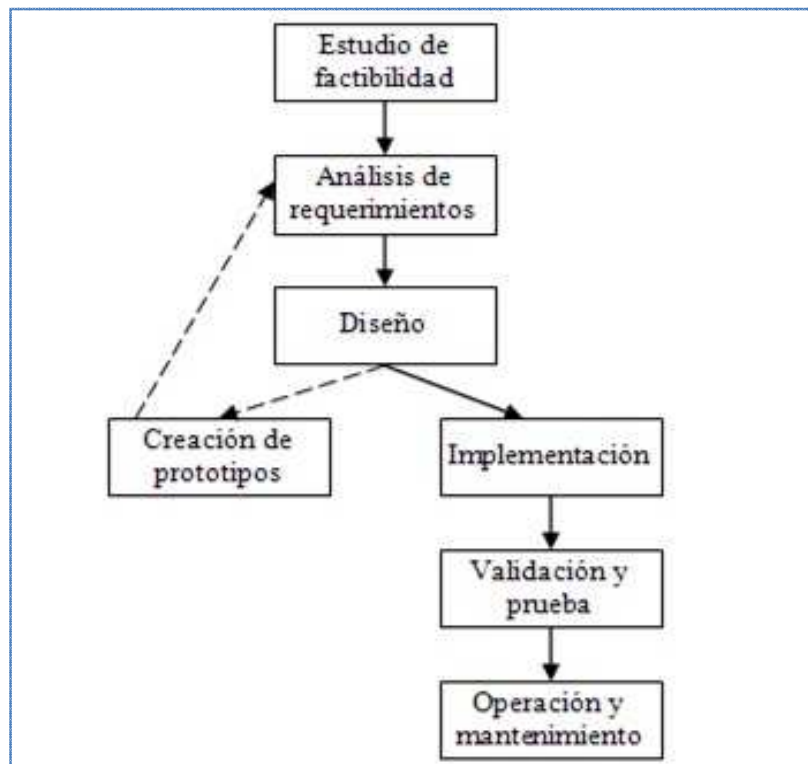 Estudio de
factibilidad
Análisis de
requerimientos
Diseño
Creación de
prototipos
Implementación
Validación y
prueba
Operación y
mantenimiento